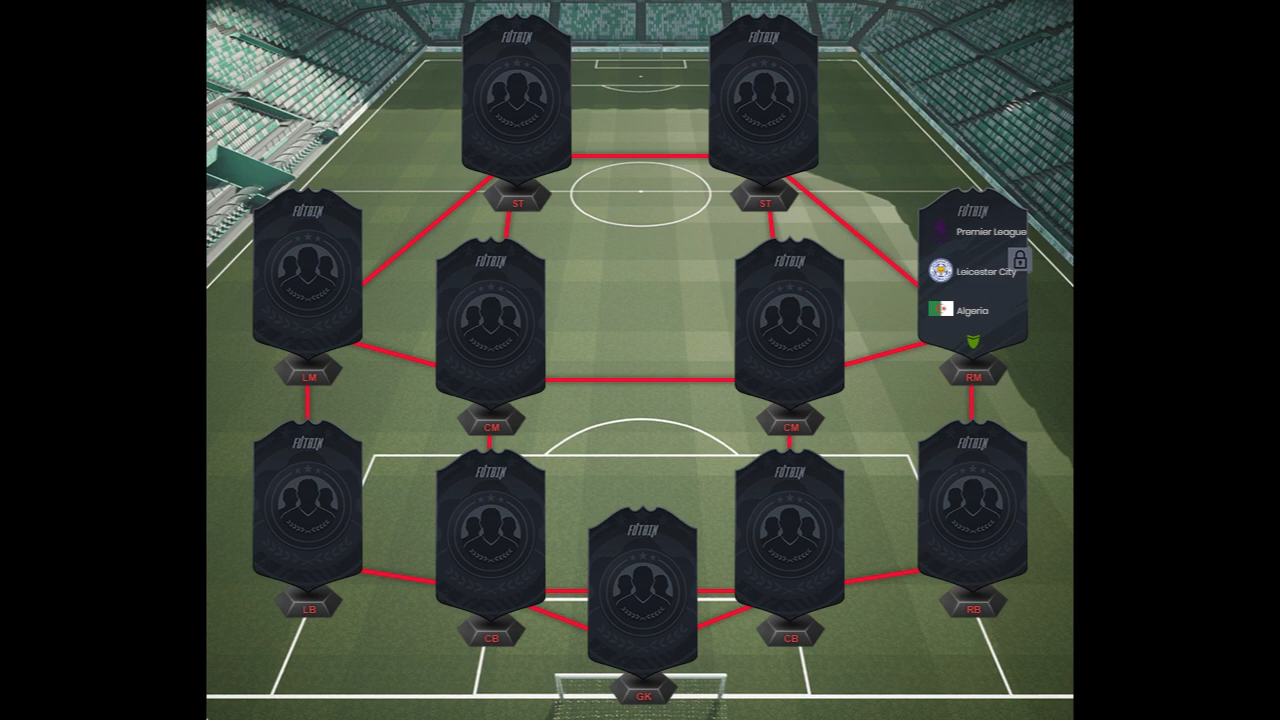 FUTBIN
FUTBIN
ST
ST
FUTBIN
FUTBIN
FUTBIN
FUTBIN
Premier League
Leicester City
Algeria
LM
CM
CM
RM
FUTBIN
FUTBIN
FUTBIN
FUTBIN
FUTBIN
LB
CB
CB
RB
GK